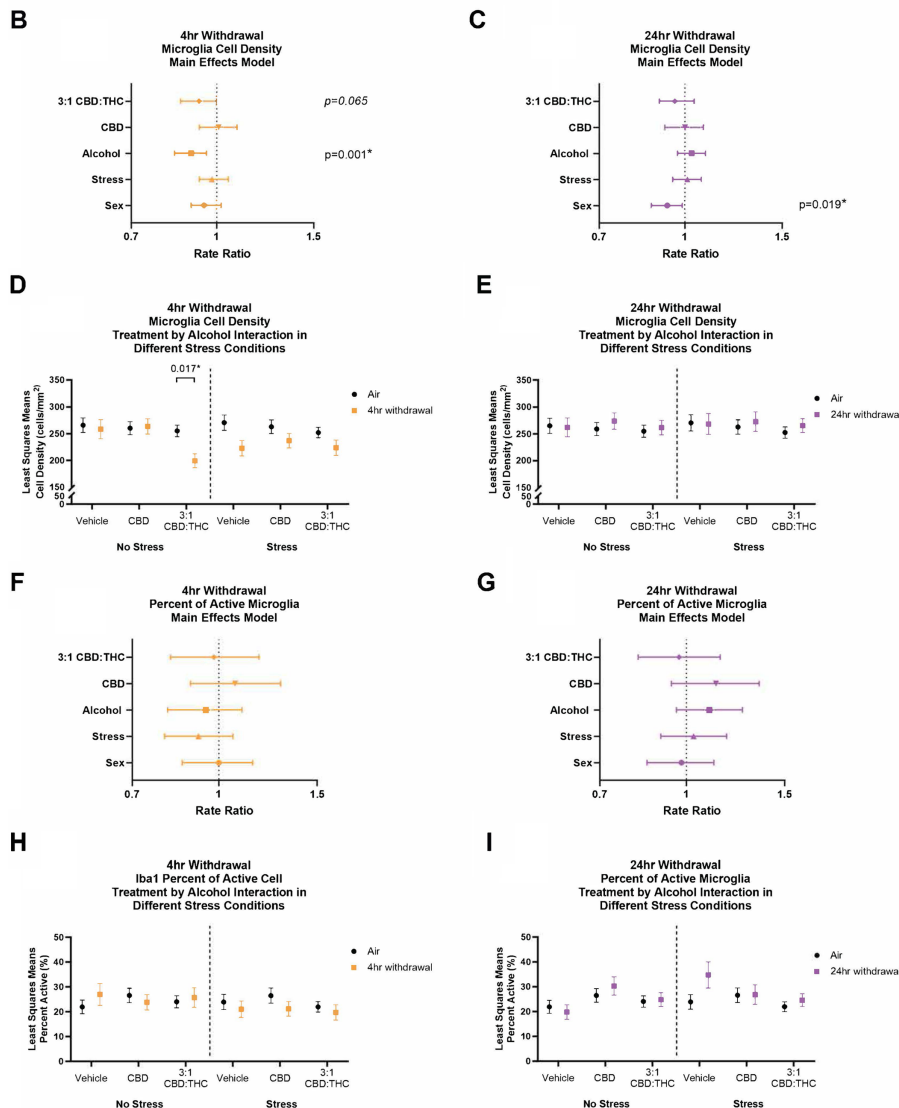 B
4hr Withdrawal
Microglia Cell Density
Main Effects Model
3:1 CBD:THC
p=0.065
CBD
Alcohol
p=0.001*
Stress
Sex
0.7
1
1.5
Rate Ratio
C
24hr Withdrawal
Microglia Cell Density
Main Effects Model
3:1 CBD:THC
CBD
Alcohol
Stress
Sex
p=0.019*
0.7
1
1.5
Rate Ratio
D
4hr Withdrawal
Microglia Cell Density
Treatment by Alcohol Interaction in
Different Stress Conditions
Least Squares Means
Cell Density (cells/mm²)
350
300
250
200
150
50
0
0.017*
Air
4hr withdrawal
Vehicle
CBD
3:1
CBD:THC
Vehicle
CBD
3:1
CBD:THC
No Stress
Stress
E
24hr Withdrawal
Microglia Cell Density
Treatment by Alcohol Interaction in
Different Stress Conditions
Least Squares Means
Cell Density (cells/mm²)
350
300
250
200
150
50
0
Air
24hr withdrawa
Vehicle
CBD
3:1
CBD:THC
Vehicle
CBD
3:1
CBD:THC
No Stress
Stress
F
4hr Withdrawal
Percent of Active Microglia
Main Effects Model
3:1 CBD:THC
CBD
Alcohol
Stress
Sex
0.7
1
1.5
Rate Ratio
G
24hr Withdrawal
Percent of Active Microglia
Main Effects Model
3:1 CBD:THC
CBD
Alcohol
Stress
Sex
0.7
1
1.5
Rate Ratio
H
4hr Withdrawal
Iba1 Percent of Active Cell
Treatment by Alcohol Interaction in
Different Stress Conditions
Least Squares Means
Percent Active (%)
50
40
30
20
10
0
Air
4hr withdrawal
Vehicle
CBD
3:1
CBD:THC
Vehicle
CBD
3:1
CBD:THC
No Stress
Stress
I
24hr Withdrawal
Percent of Active Microglia
Treatment by Alcohol Interaction in
Different Stress Conditions
Least Squares Means
Percent Active (%)
50
40
30
20
10
0
Air
24hr withdrawa
Vehicle
CBD
3:1
CBD:THC
Vehicle
CBD
3:1
CBD:THC
No Stress
Stress